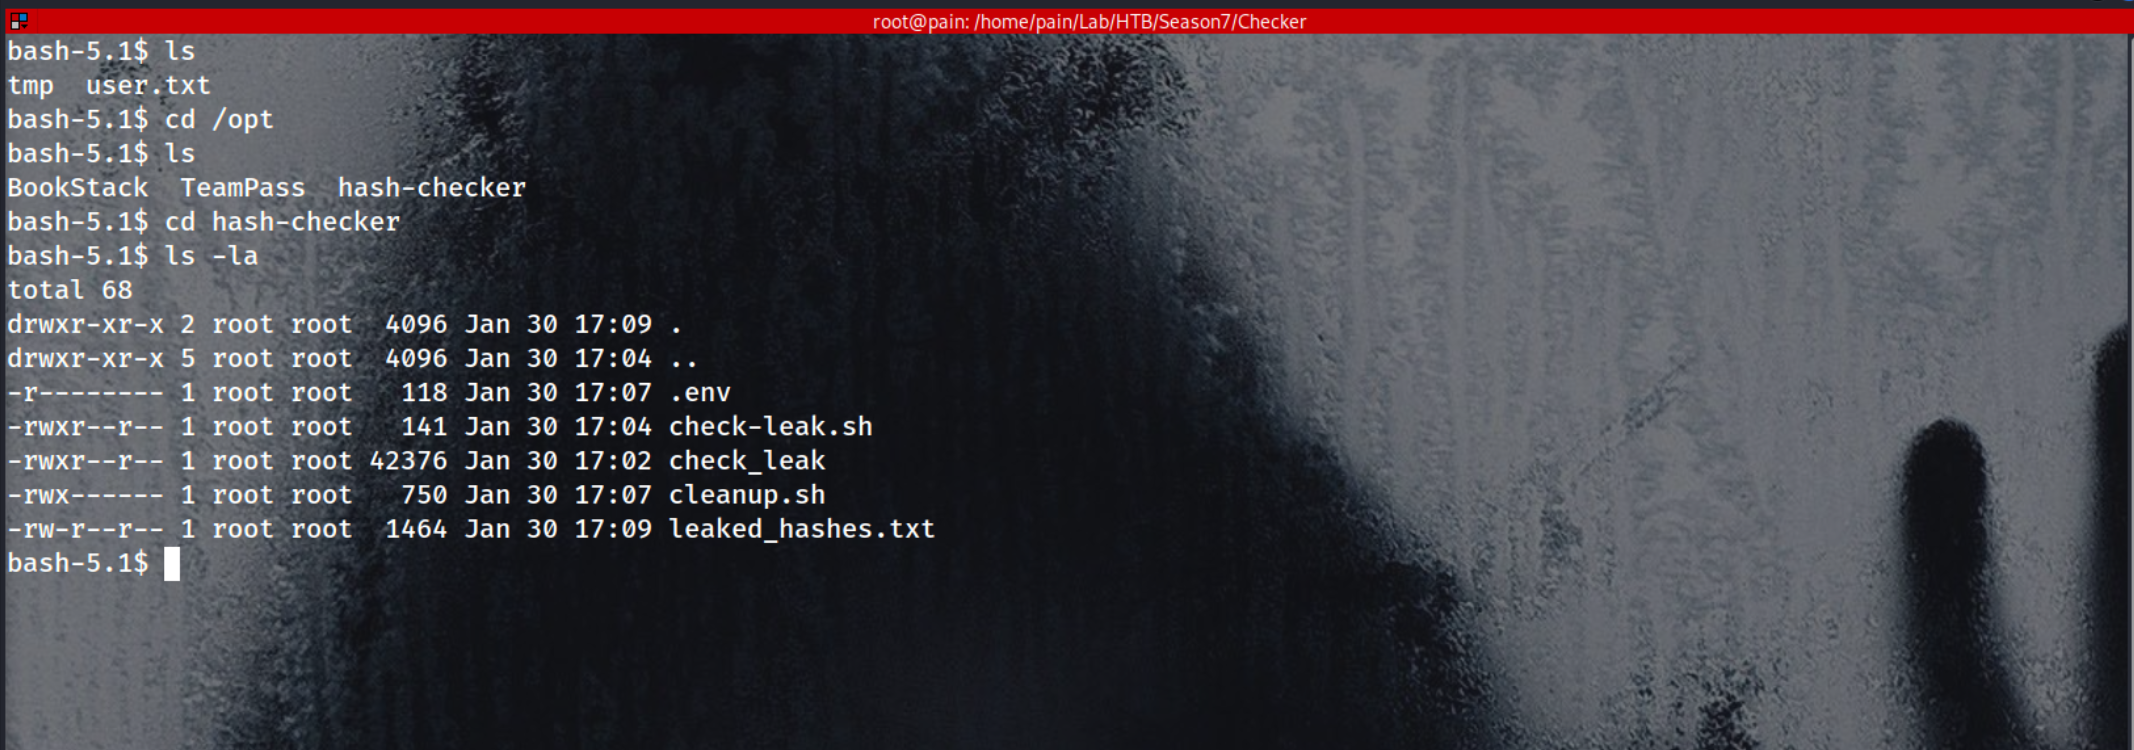 root@pain: /home/pain/Lab/HTB/Season7/Checker
bash-5.1$ ls
tmp  user.txt
bash-5.1$ cd /opt
bash-5.1$ ls
BookStack  TeamPass  hash-checker
bash-5.1$ cd hash-checker
bash-5.1$ ls -la
total 68
drwxr-xr-x 2 root root  4096 Jan 30 17:09 .
drwxr-xr-x 5 root root  4096 Jan 30 17:04 ..
-r-------- 1 root root   118 Jan 30 17:07 .env
-rwxr--r-- 1 root root   141 Jan 30 17:04 check-leak.sh
-rwxr--r-- 1 root root 42376 Jan 30 17:02 check_leak
-rwx------ 1 root root   750 Jan 30 17:07 cleanup.sh
-rw-r--r-- 1 root root  1464 Jan 30 17:09 leaked_hashes.txt
bash-5.1$